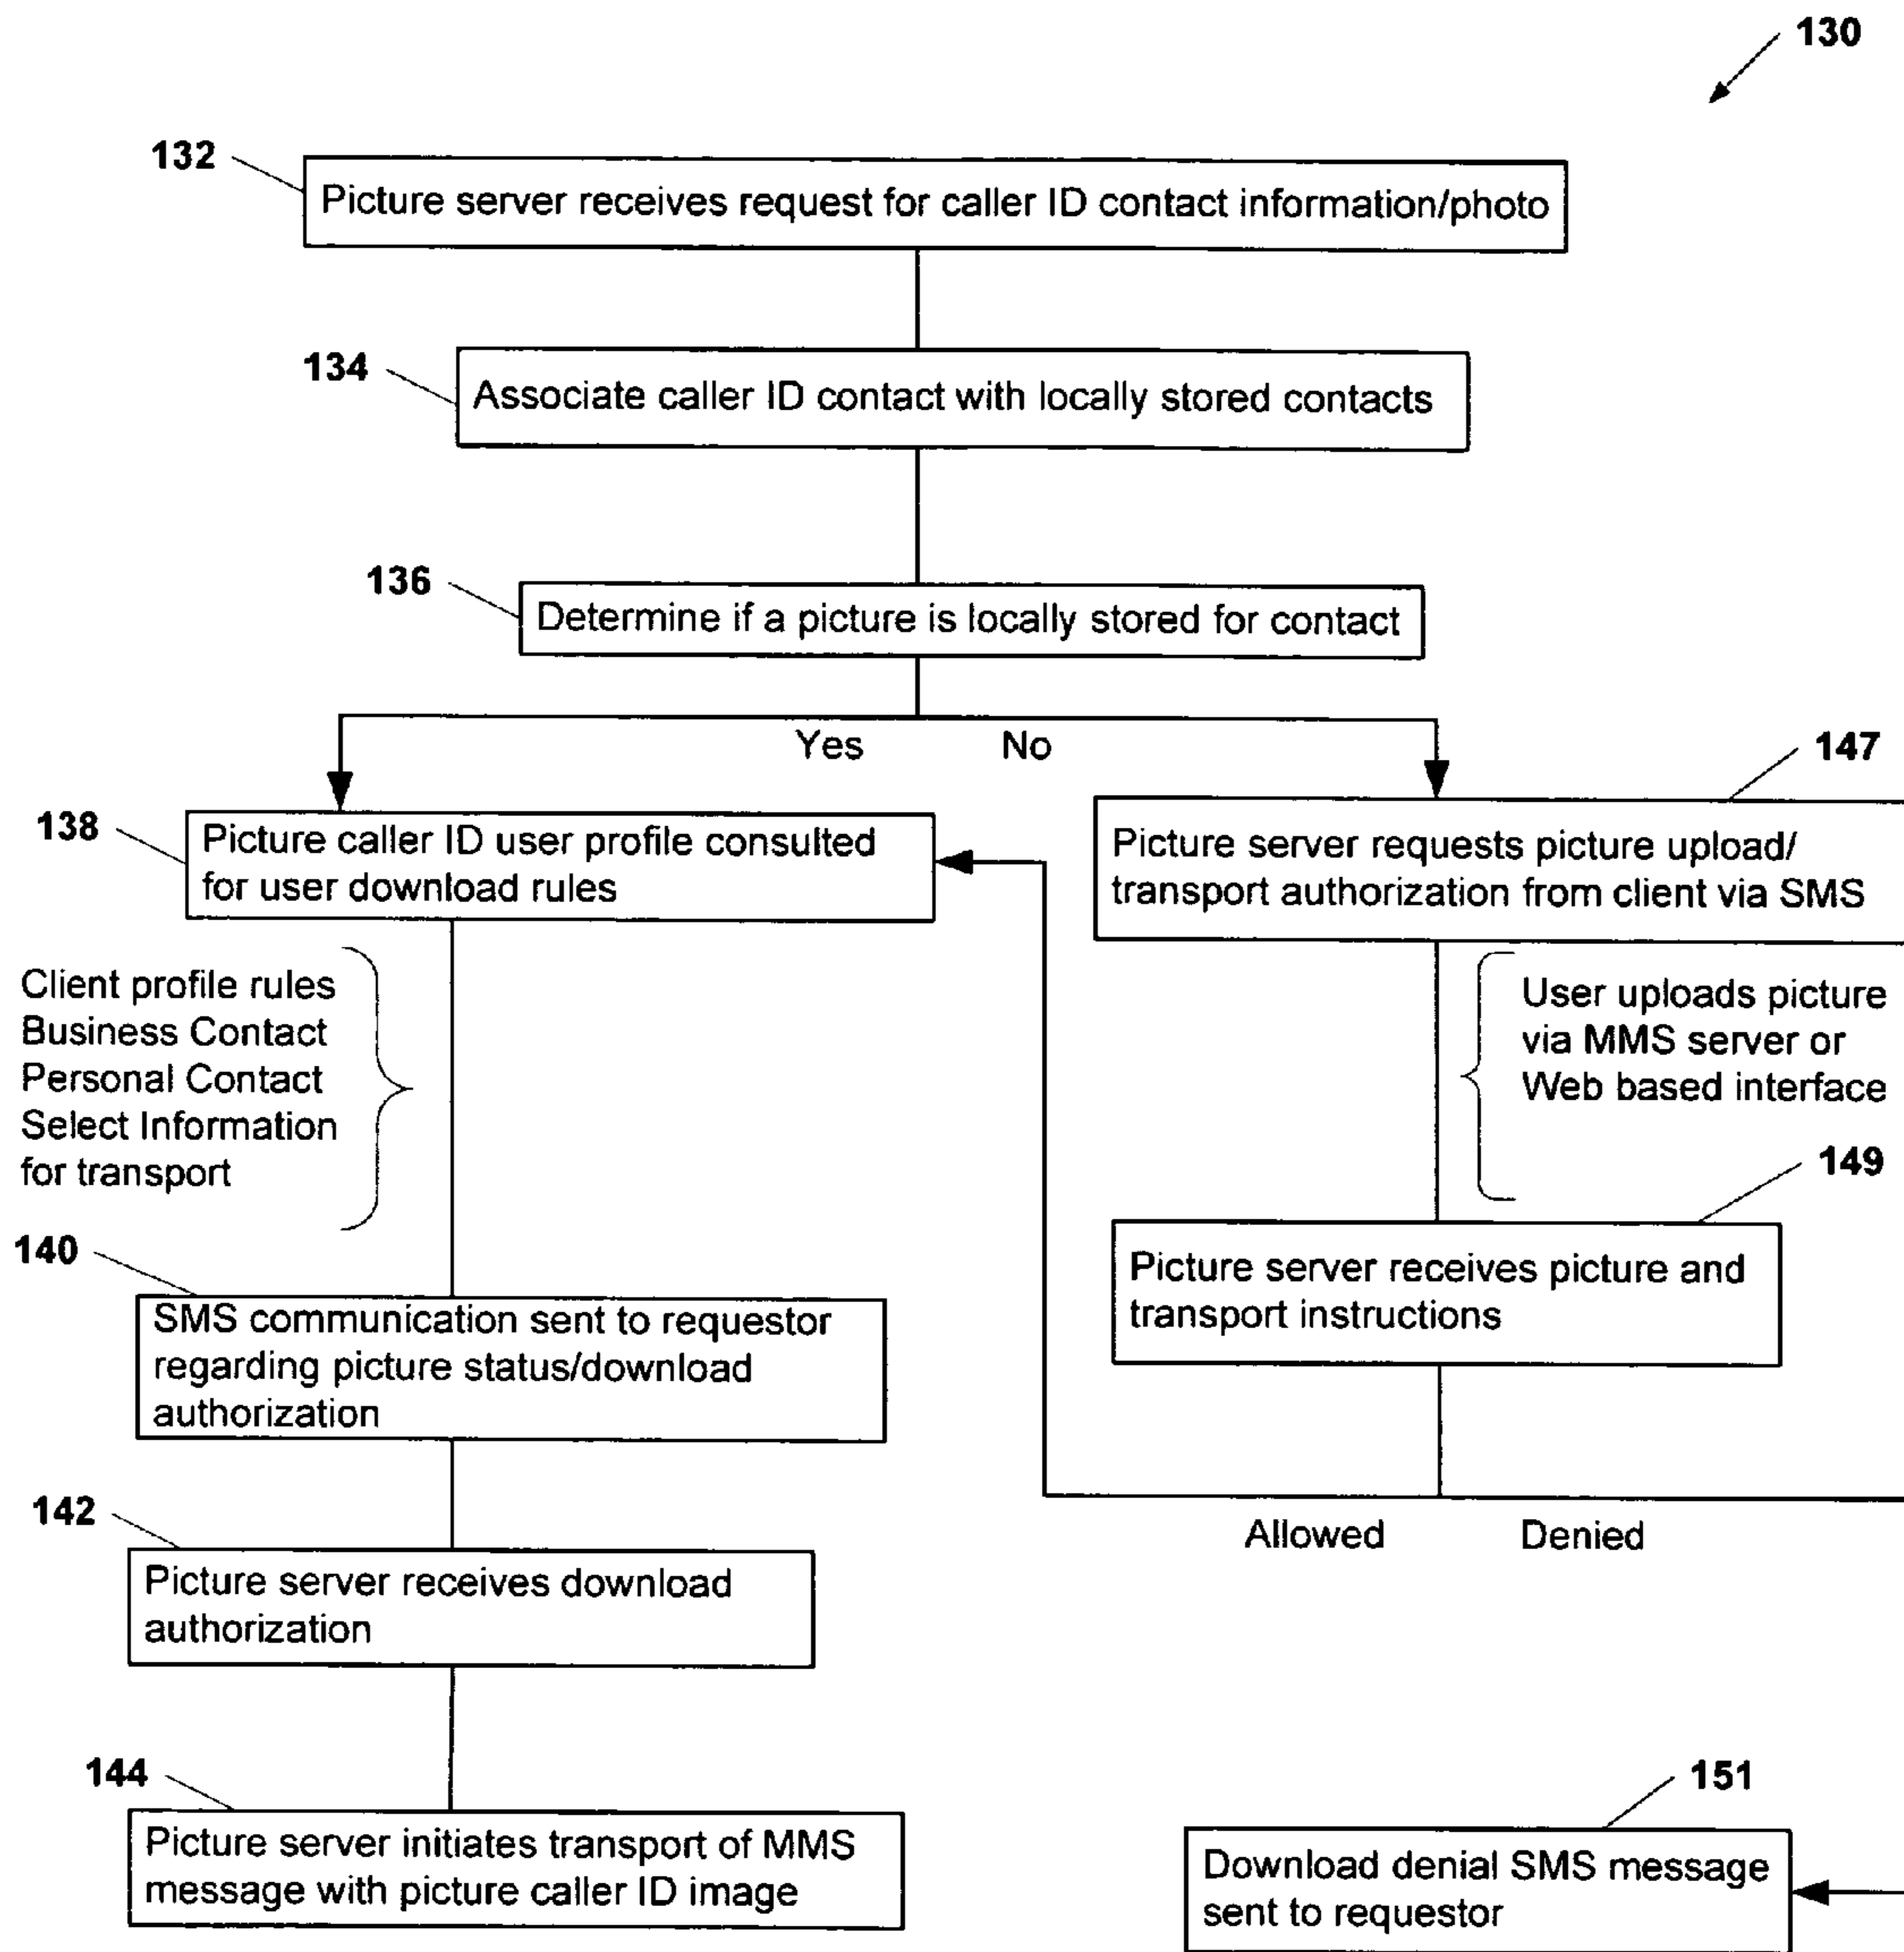 130
132
Picture server receives request for caller ID contact information/photo
134
Associate caller ID contact with locally stored contacts
136
Determine if a picture is locally stored for contact
Yes
No
138
Picture caller ID user profile consulted
for user download rules
147
Picture server requests picture upload/
transport authorization from client via SMS
Client profile rules
Business Contact
Personal Contact
Select Information
for transport
User uploads picture
via MMS server or
Web based interface
149
Picture server receives picture and
transport instructions
140
SMS communication sent to requestor
regarding picture status/download
authorization
Allowed
Denied
142
Picture server receives download
authorization
144
Picture server initiates transport of MMS
message with picture caller ID image
151
Download denial SMS message
sent to requestor